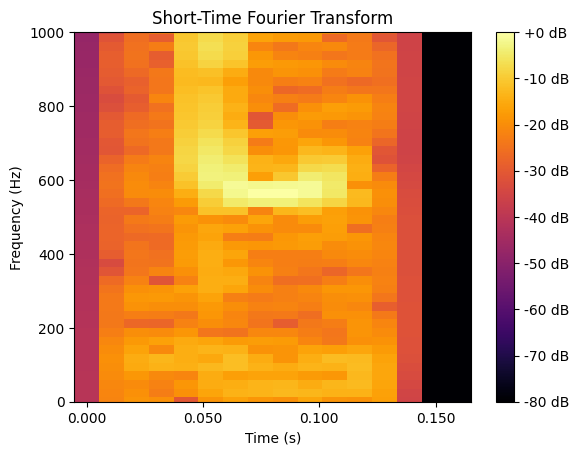 Short-Time Fourier Transform
1000
800
600
400
200
0
Frequency (Hz)
0.000
0.050
0.100
0.150
Time (s)
+0 dB
-10 dB
-20 dB
-30 dB
-40 dB
-50 dB
-60 dB
-70 dB
-80 dB